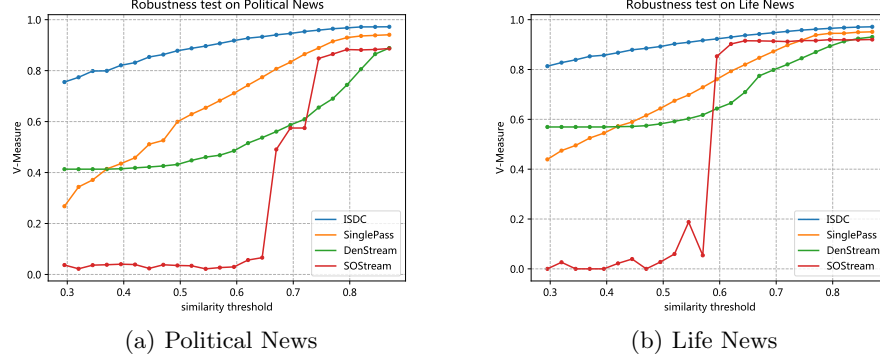 Robustness test on Political News
1.0
0.8
0.6
0.4
0.2
0.0
V-Measure
ISDC
SinglePass
DenStream
SOStream
0.3 0.4 0.5 0.6 0.7 0.8
similarity threshold
(a) Political News
Robustness test on Life News
1.0
0.8
0.6
0.4
0.2
0.0
V-Measure
ISDC
SinglePass
DenStream
SOStream
0.3 0.4 0.5 0.6 0.7 0.8
similarity threshold
(b) Life News